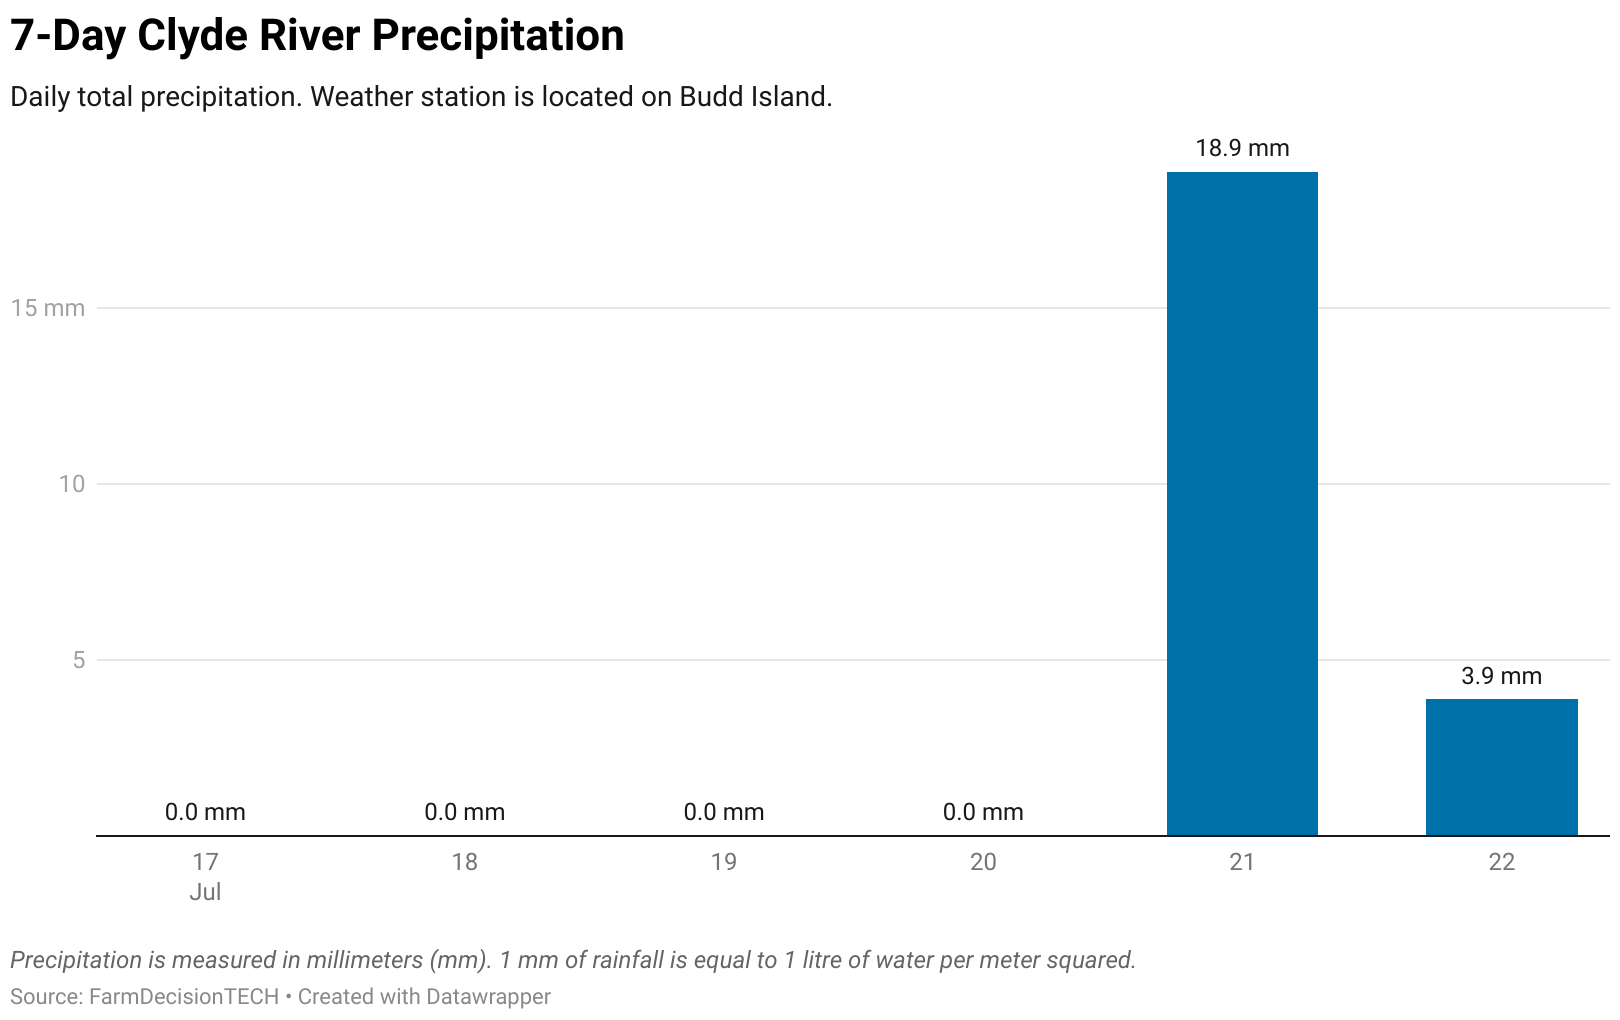 7-Day Clyde River Precipitation
Daily total precipitation. Weather station is located on Budd Island.
18.9 mm
15 mm
10
5
3.9 mm
0.0 mm 0.0 mm 0.0 mm 0.0 mm
17 18 19 20 21 22
Jul
Precipitation is measured in millimeters (mm). 1 mm of rainfall is equal to 1 litre of water per meter squared.
Source: FarmDecisionTECH • Created with Datawrapper